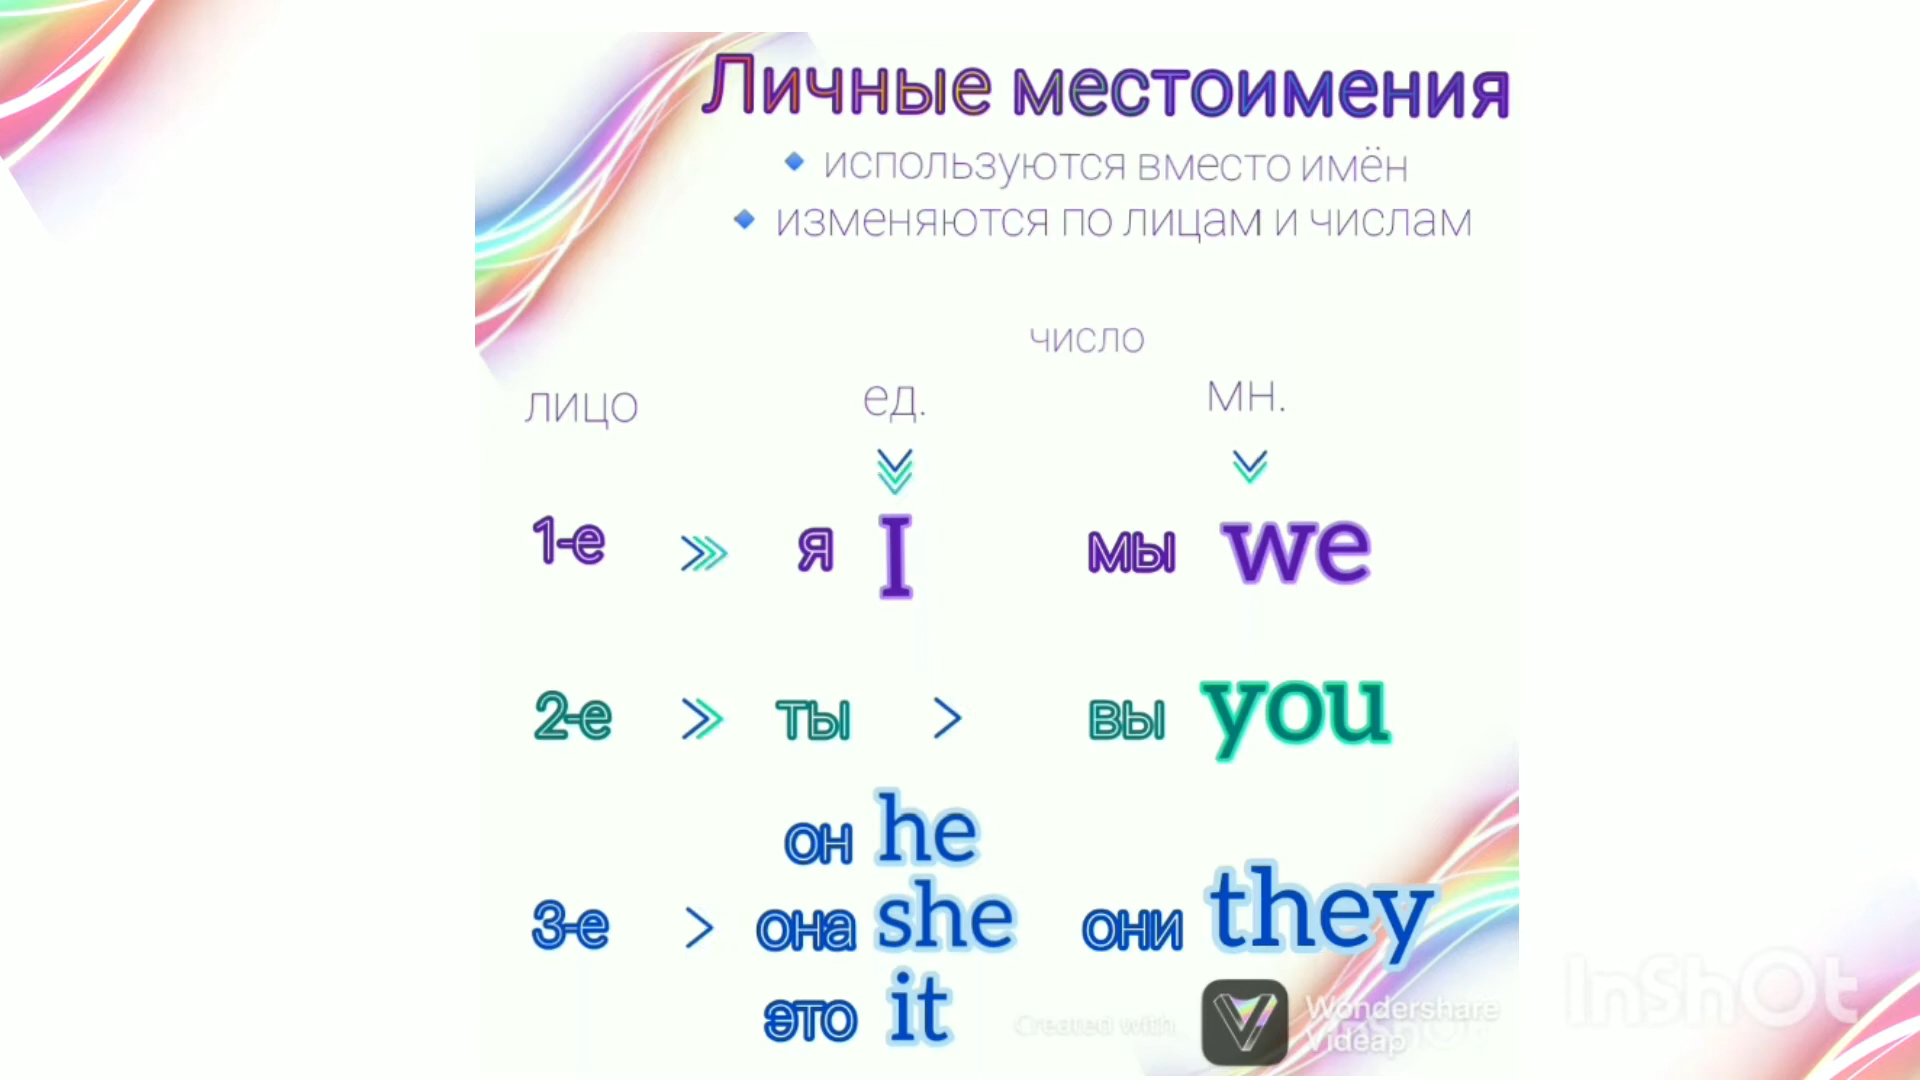 Личные местоимения
используются вместо имён
изменяются по лицам и числам
число
лицо ед. мн.
1-е я I мы we
2-е ты > вы you
он he
3-е > она she они they
это it
Created with Wondershare
Videap
InShOt